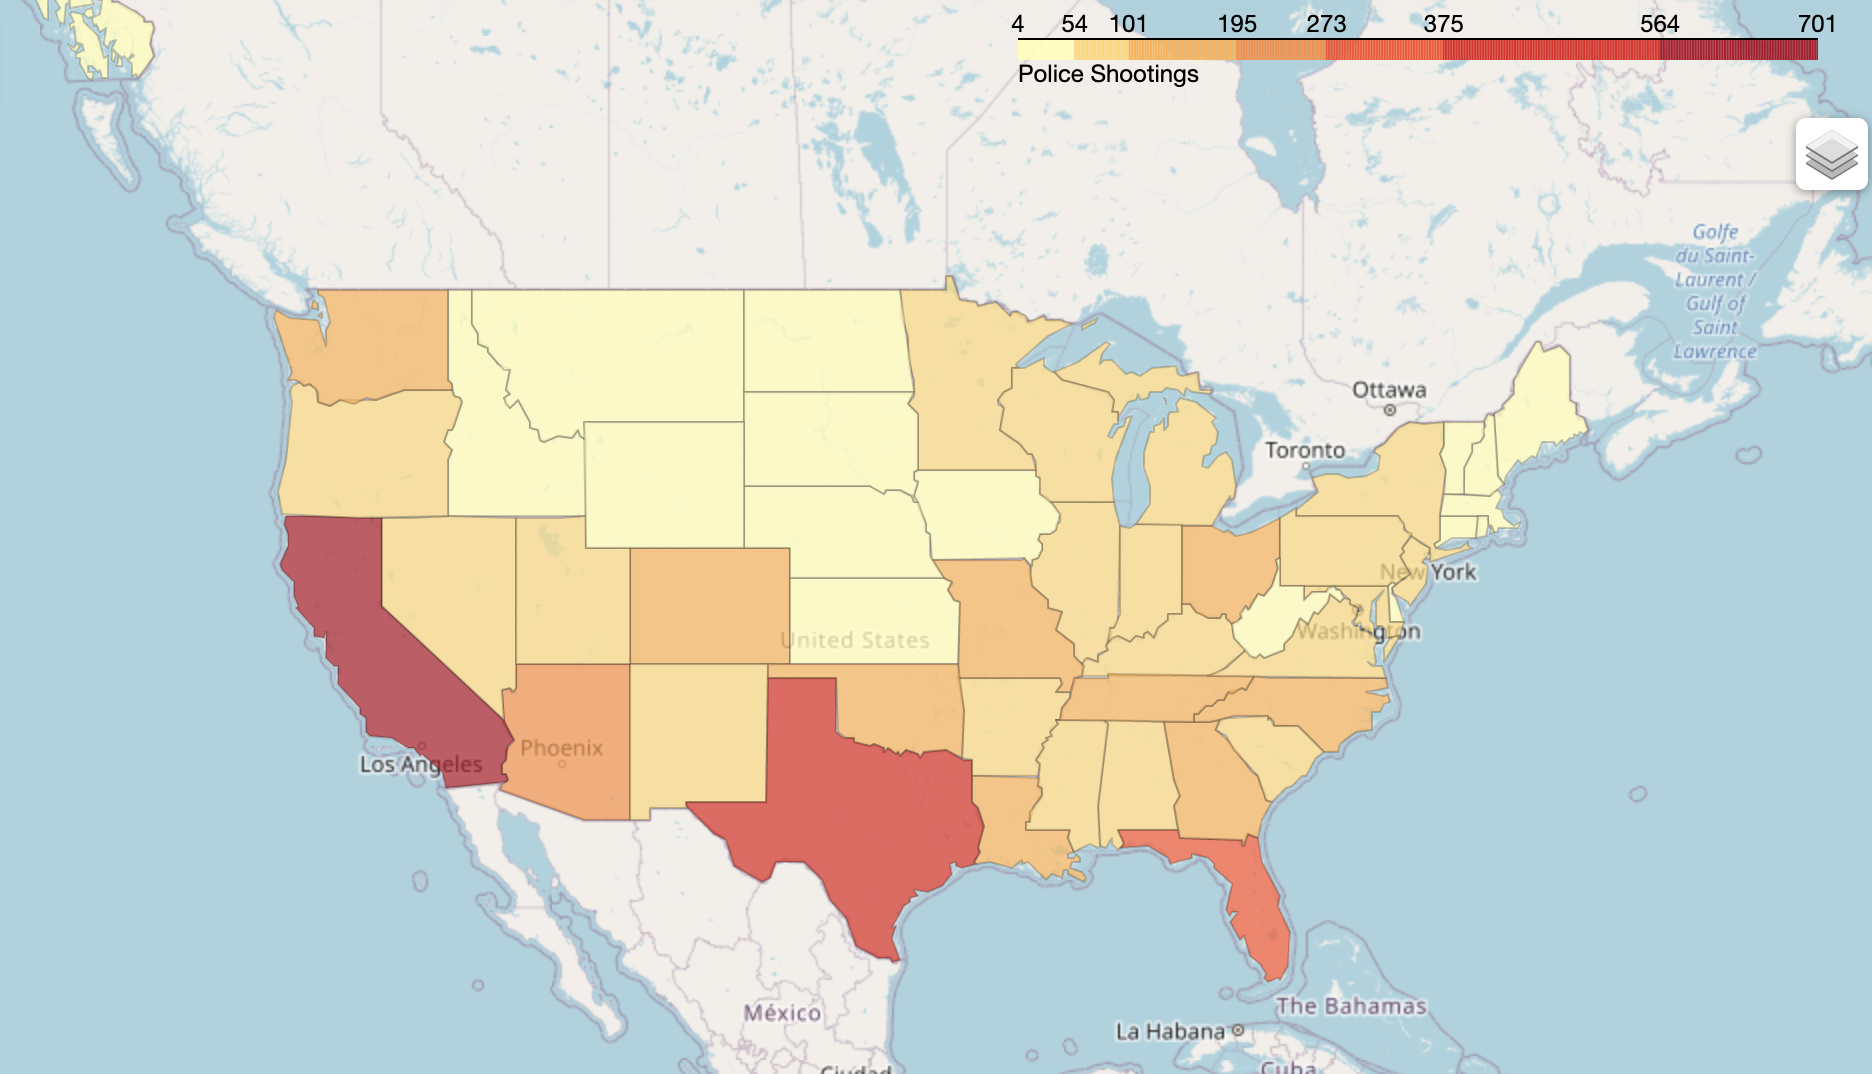 4 54 101 195 273 375 564 701
Police Shootings
Golfe
du Saint-
Laurent /
Gulf of
Saint
Lawrence
Ottawa
Toronto
New York
United States
Washington
Phoenix
Los Angeles
México
The Bahamas
La Habana
Cuba
Ciudad